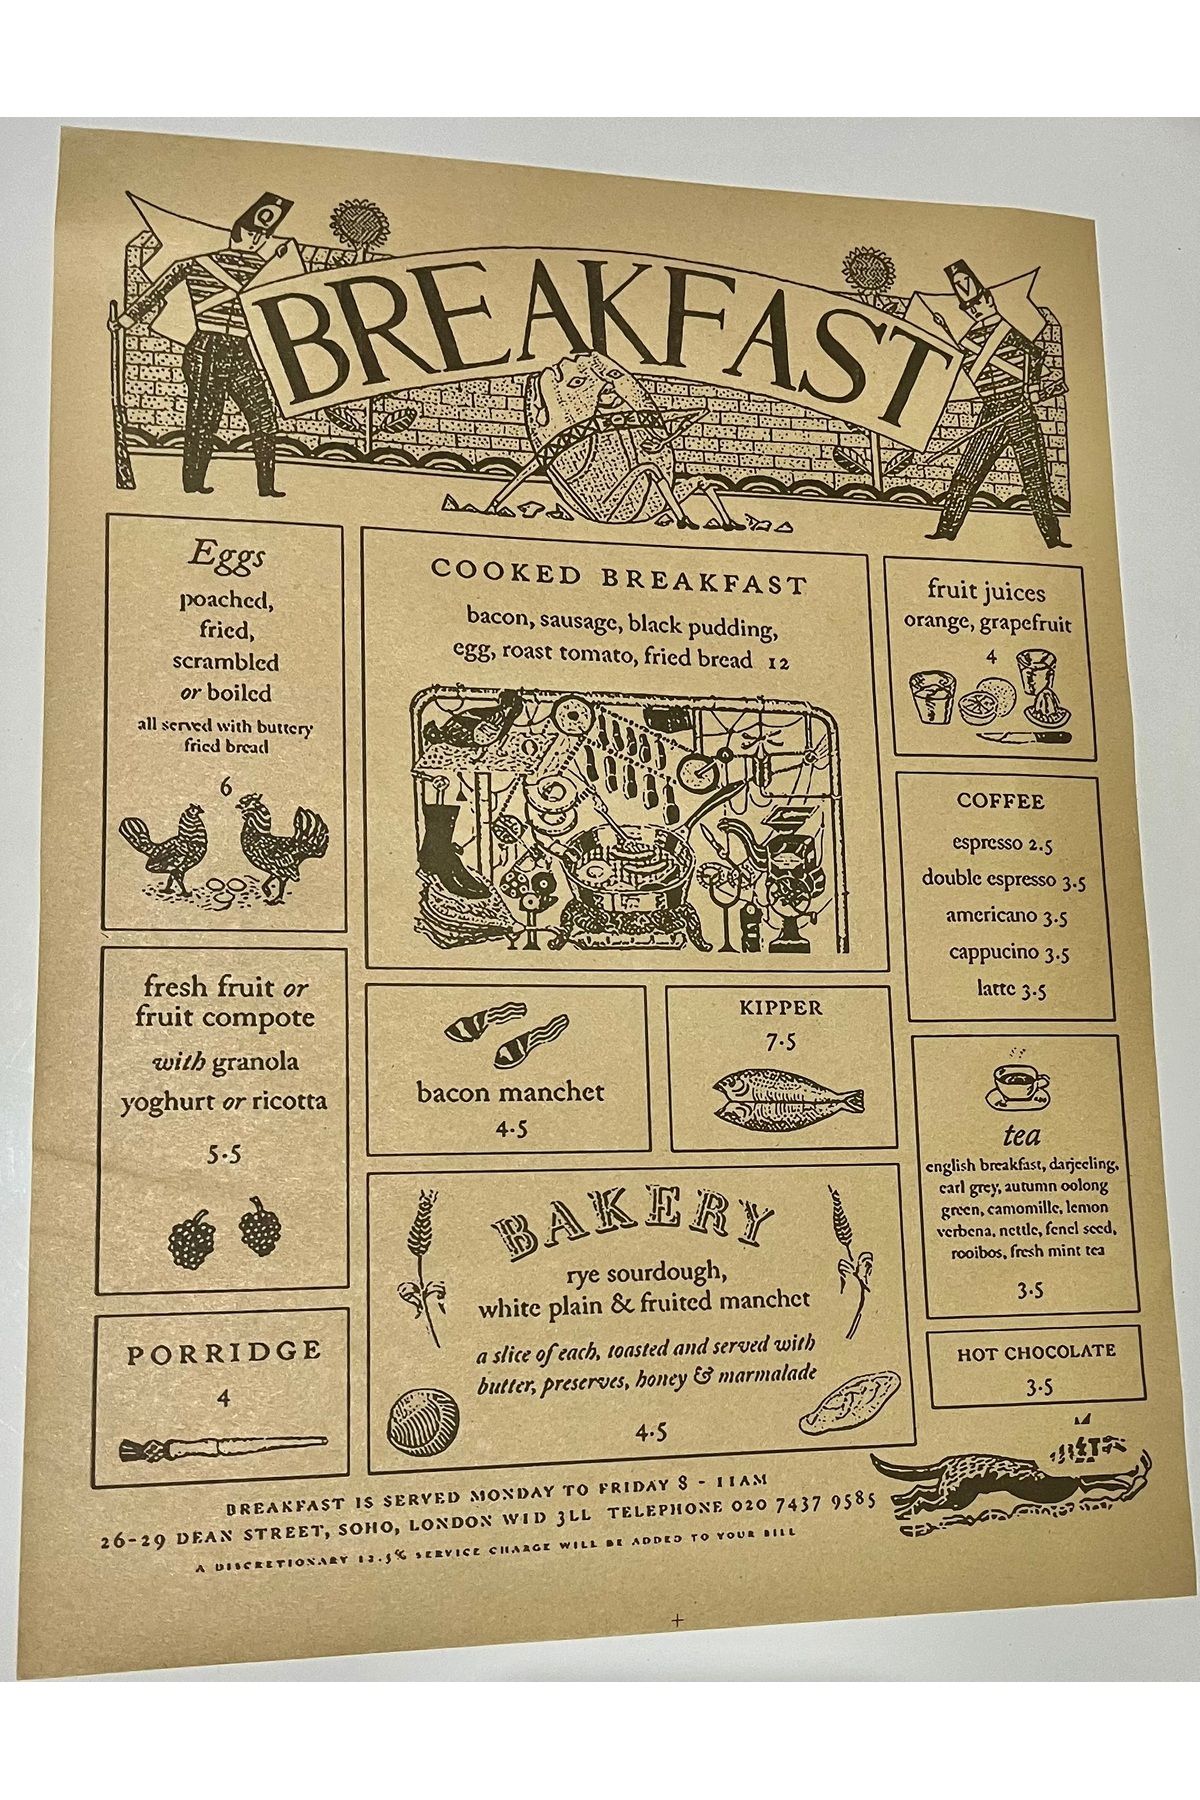 Q
V
BREAKFAST
Eggs
poached,
fried,
scrambled
or boiled
all served with buttery
fried bread
6
COOKED BREAKFAST
bacon, sausage, black pudding,
egg, roast tomato, fried bread 12
fruit juices
orange, grapefruit
4
COFFEE
espresso 2.5
double espresso 3.5
americano 3.5
cappucino 3.5
latte 3.5
fresh fruit or
fruit compote
with granola
yoghurt or ricotta
5.5
bacon manchet
4.5
KIPPER
7.5
tea
english breakfast, darjeeling,
earl grey, autumn oolong
green, camomille, lemon
verbena, nettle, fenel seed,
rooibos, fresh mint tea
3.5
BAKERY
rye sourdough,
white plain & fruited manchet
a slice of each, toasted and served with
butter, preserves, honey & marmalade
4.5
PORRIDGE
4
HOT CHOCOLATE
3.5
BREAKFAST IS SERVED MONDAY TO FRIDAY 8 - 11AM
26-29 DEAN STREET, SOHO, LONDON W1D 3LL TELEPHONE 020 7437 9585
A DISCRETIONARY 12.5% SERVICE CHARGE WILL BE ADDED TO YOUR BILL